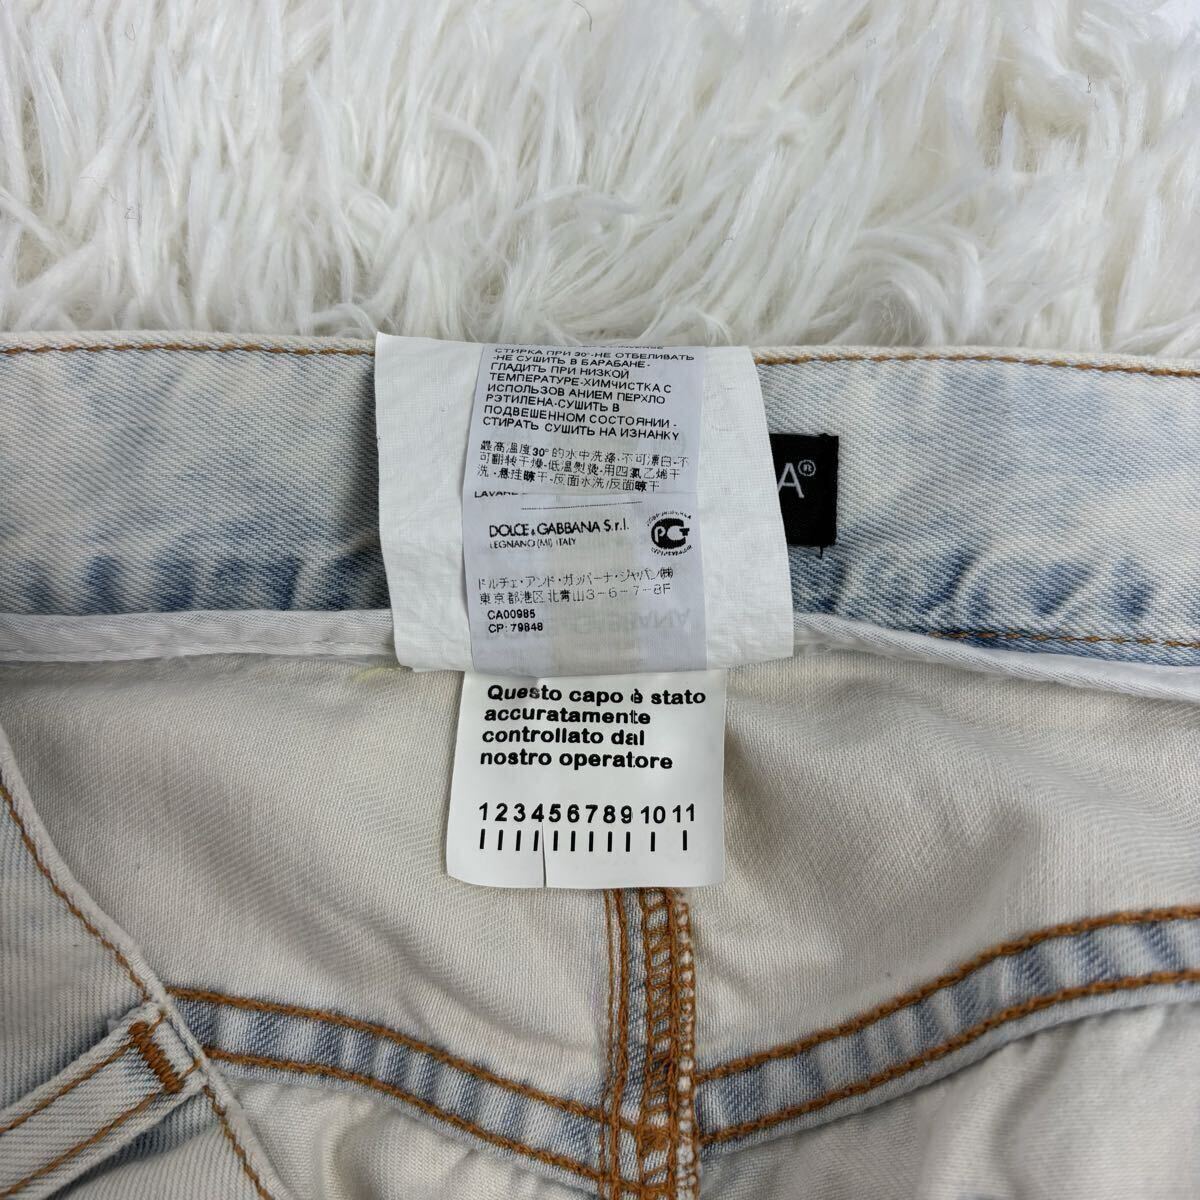 СТИРКА ПРИ 30°-НЕ ОТБЕЛИВАТЬ
-НЕ СУШИТЬ В БАРАБАНЕ-
ГЛАДИТЬ ПРИ НИЗКОЙ
ТЕМПЕРАТУРЕ-ХИМЧИСТКА С
ИСПОЛЬЗОВ АНИЕМ ПЕРХЛО
РЭТИЛЕНА-СУШИТЬ В
ПОДВЕШЕННОМ СОСТОЯНИИ -
СТИРАТЬ СУШИТЬ НА ИЗНАНКУ
最高溫度30°的水中洗滌-不可漂白-不
可翻转干燥-低溫熨燙-用四氯乙烯干
洗-悬挂晾干-反面水洗/反面晾干
LAVARE
DOLCE & GABBANA S.r.l.
LEGNANO (MI) ITALY
ドルチェ・アンド・ガッバーナ・ジャパン㈱
東京都港区北青山3-6-7-8F
CA00985
CP: 79848
A®
Questo capo è stato
accuratamente
controllato dal
nostro operatore
1 2 3 4 5 6 7 8 9 10 11